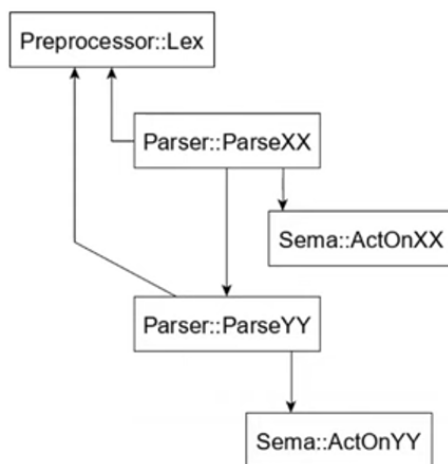 Preprocessor::Lex
Parser::ParseXX
Sema::ActOnXX
Parser::ParseYY
Sema::ActOnYY